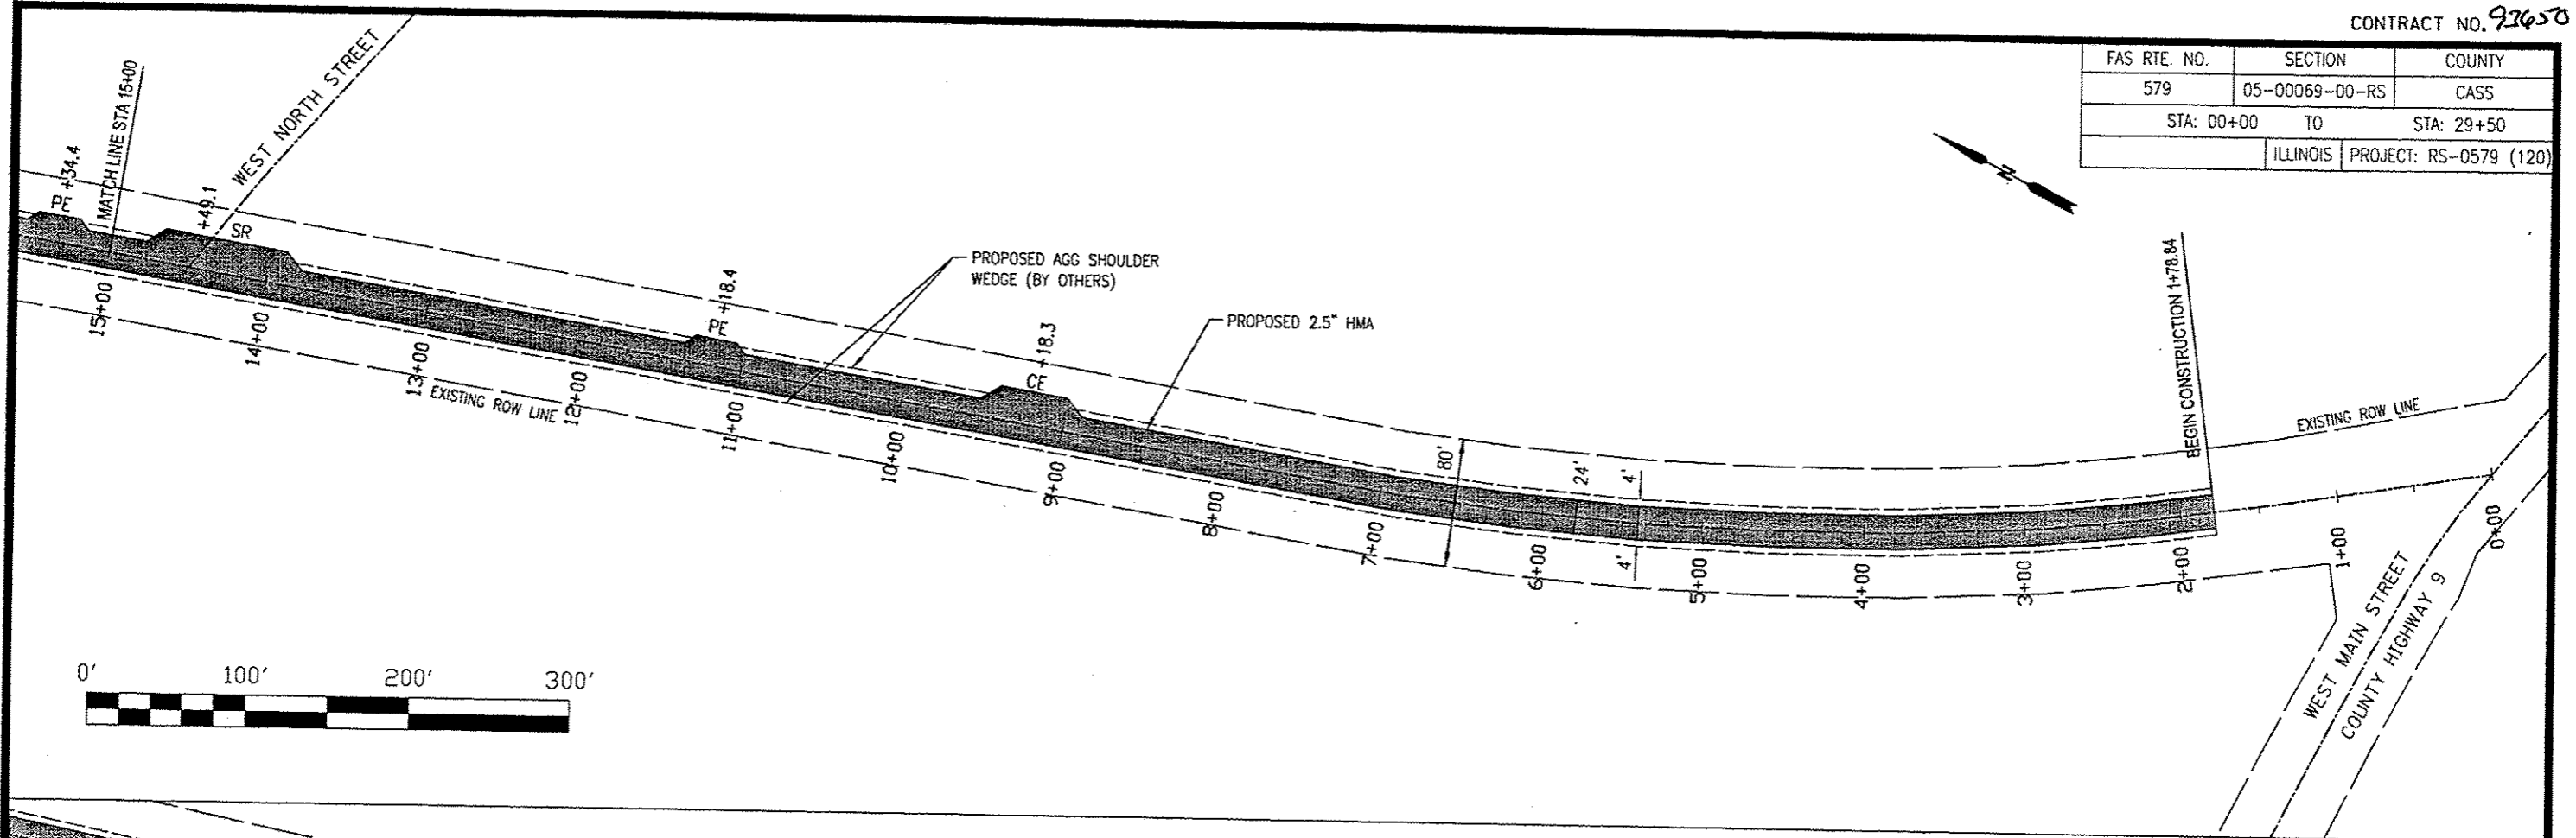 CONTRACT NO. 93650
FAS RTE. NO. SECTION COUNTY
579 05-00069-00-RS CASS
STA: 00+00 TO STA: 29+50
ILLINOIS PROJECT: RS-0579 (120)
N
PE +34.4
MATCH LINE STA 15+00
+49.1
SR
WEST NORTH STREET
PROPOSED AGG SHOULDER
WEDGE (BY OTHERS)
PE +18.4
CE +18.3
PROPOSED 2.5" HMA
BEGIN CONSTRUCTION 1+78.84
EXISTING ROW LINE
80'
24'
4'
4'
15+00
14+00
13+00
EXISTING ROW LINE
12+00
11+00
10+00
9+00
8+00
7+00
6+00
5+00
4+00
3+00
2+00
1+00
0+00
WEST MAIN STREET
COUNTY HIGHWAY 9
0' 100' 200' 300'